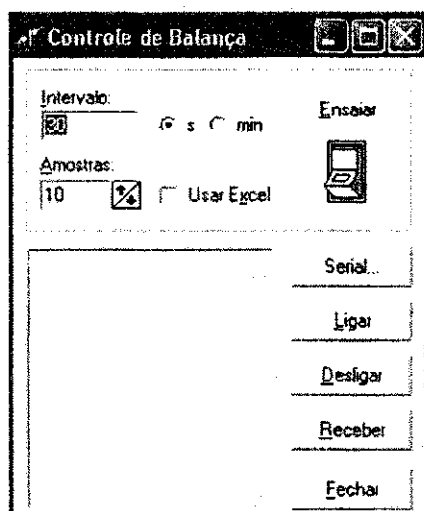 Controle de Balança
Intervalo:
s min
Ensaiar
Amostras:
10 Usar Excel
Serial...
Ligar
Desligar
Receber
Fechar